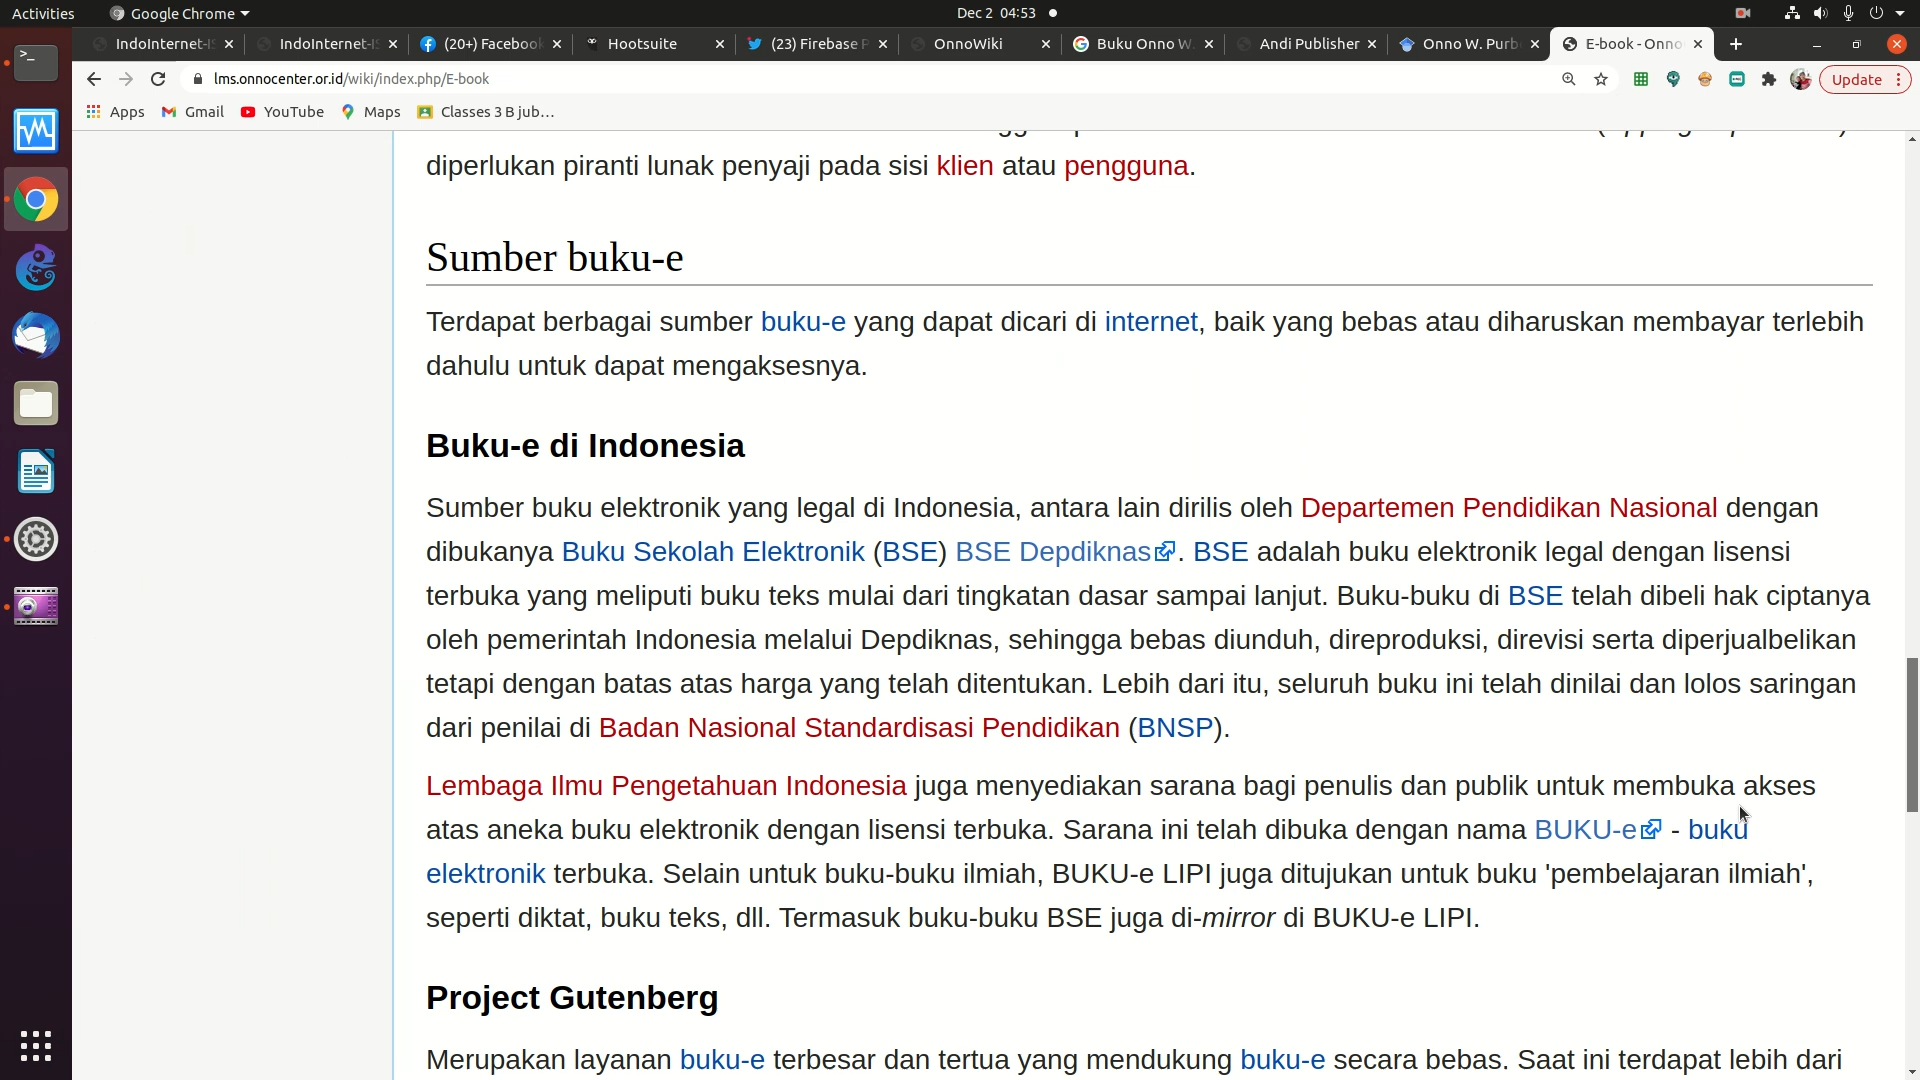 Activities Google Chrome Dec 2 04:53
IndoInternet-IS IndoInternet-IS (20+) Facebook Hootsuite (23) Firebase P OnnoWiki Buku Onno W. Andi Publisher Onno W. Purb E-book - Onno
lms.onnocenter.or.id/wiki/index.php/E-book Update
Apps Gmail YouTube Maps Classes 3 B jub...
diperlukan piranti lunak penyaji pada sisi klien atau pengguna.
Sumber buku-e
Terdapat berbagai sumber buku-e yang dapat dicari di internet, baik yang bebas atau diharuskan membayar terlebih
dahulu untuk dapat mengaksesnya.
Buku-e di Indonesia
Sumber buku elektronik yang legal di Indonesia, antara lain dirilis oleh Departemen Pendidikan Nasional dengan
dibukanya Buku Sekolah Elektronik (BSE) BSE Depdiknas. BSE adalah buku elektronik legal dengan lisensi
terbuka yang meliputi buku teks mulai dari tingkatan dasar sampai lanjut. Buku-buku di BSE telah dibeli hak ciptanya
oleh pemerintah Indonesia melalui Depdiknas, sehingga bebas diunduh, direproduksi, direvisi serta diperjualbelikan
tetapi dengan batas atas harga yang telah ditentukan. Lebih dari itu, seluruh buku ini telah dinilai dan lolos saringan
dari penilai di Badan Nasional Standardisasi Pendidikan (BNSP).
Lembaga Ilmu Pengetahuan Indonesia juga menyediakan sarana bagi penulis dan publik untuk membuka akses
atas aneka buku elektronik dengan lisensi terbuka. Sarana ini telah dibuka dengan nama BUKU-e - buku
elektronik terbuka. Selain untuk buku-buku ilmiah, BUKU-e LIPI juga ditujukan untuk buku 'pembelajaran ilmiah',
seperti diktat, buku teks, dll. Termasuk buku-buku BSE juga di-mirror di BUKU-e LIPI.
Project Gutenberg
Merupakan layanan buku-e terbesar dan tertua yang mendukung buku-e secara bebas. Saat ini terdapat lebih dari